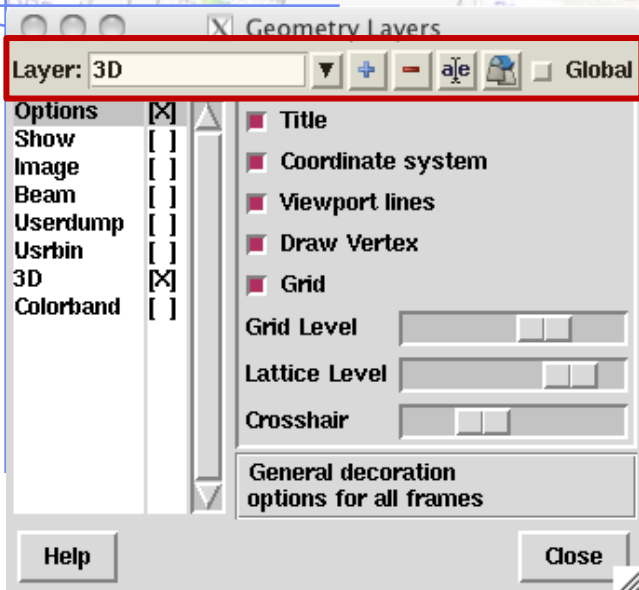 X Geometry Layers
Layer: 3D + - a|e Global
Options [X]
Show [ ]
Image [ ]
Beam [ ]
Userdump [ ]
Usrbin [ ]
3D [X]
Colorband [ ]
Title
Coordinate system
Viewport lines
Draw Vertex
Grid
Grid Level
Lattice Level
Crosshair
General decoration
options for all frames
Help
Close